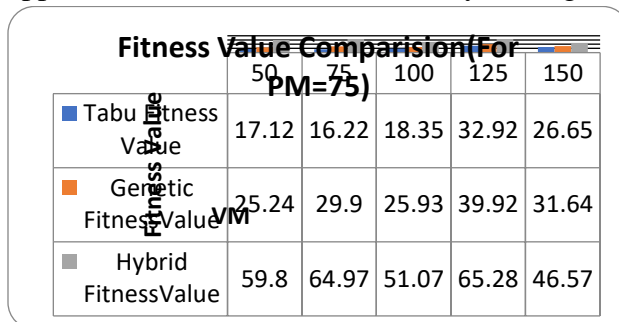 Fitness Value Comparision(For
PM=75)
50 75 100 125 150
Fitness Value
Tabu Fitness
Value
17.12 16.22 18.35 32.92 26.65
Genetic
FitnessValue
25.24 29.9 25.93 39.92 31.64
VM
Hybrid
FitnessValue
59.8 64.97 51.07 65.28 46.57